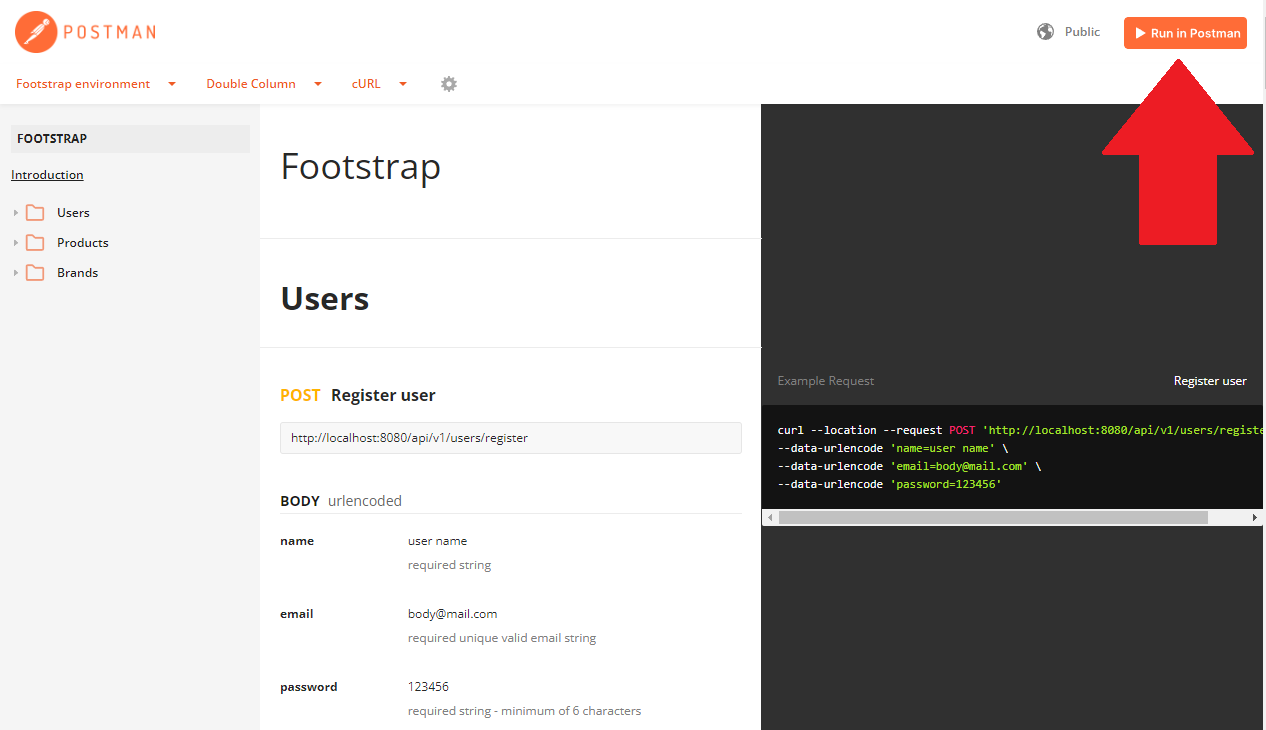 POSTMAN
Public
Run in Postman
Footstrap environment
Double Column
cURL
FOOTSTRAP
Introduction
Users
Products
Brands
Footstrap
Users
POST Register user
http://localhost:8080/api/v1/users/register
BODY urlencoded
name user name
required string
email body@mail.com
required unique valid email string
password 123456
required string - minimum of 6 characters
Example Request Register user
curl --location --request POST 'http://localhost:8080/api/v1/users/registe
--data-urlencode 'name=user name' \
--data-urlencode 'email=body@mail.com' \
--data-urlencode 'password=123456'